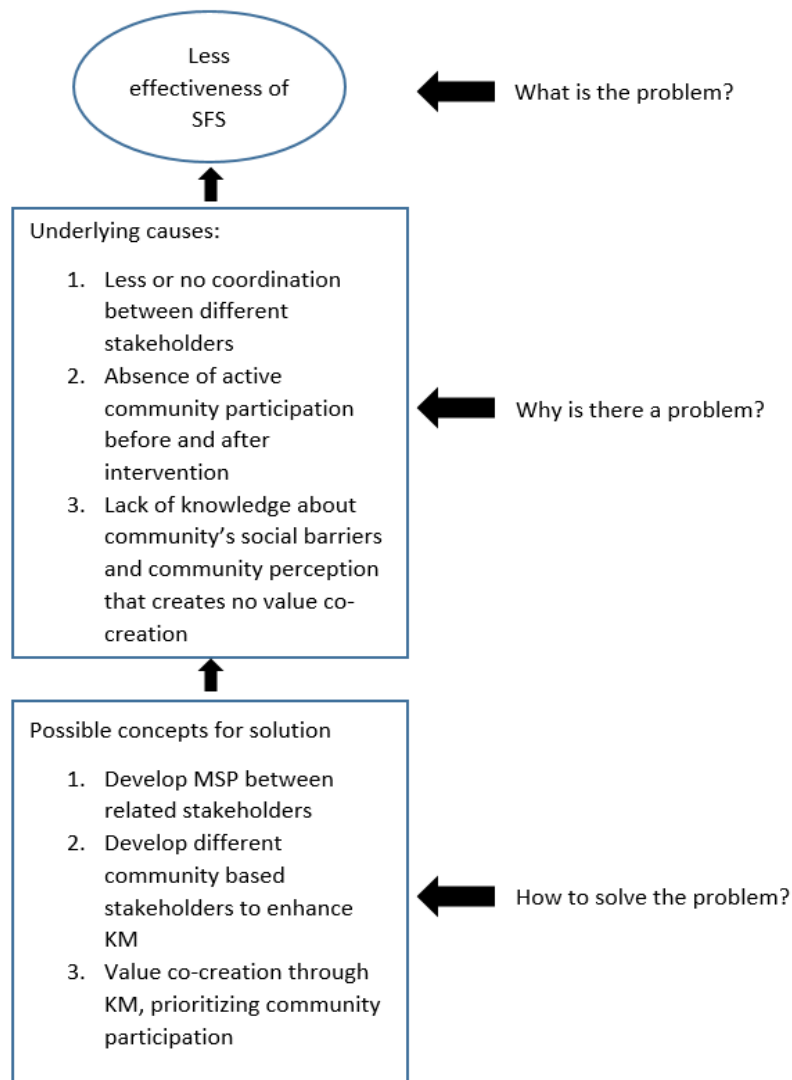 Less
effectiveness of
SFS
What is the problem?
Underlying causes:
1. Less or no coordination
between different
stakeholders
2. Absence of active
community participation
before and after
intervention
3. Lack of knowledge about
community’s social barriers
and community perception
that creates no value co-
creation
Why is there a problem?
Possible concepts for solution
1. Develop MSP between
related stakeholders
2. Develop different
community based
stakeholders to enhance
KM
3. Value co-creation through
KM, prioritizing community
participation
How to solve the problem?